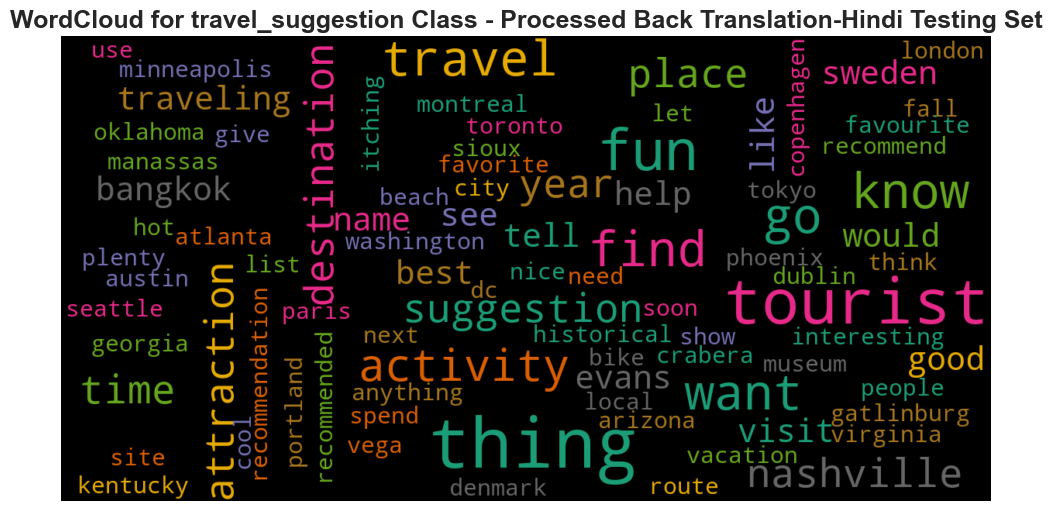 WordCloud for travel_suggestion Class - Processed Back Translation-Hindi Testing Set
use
minneapolis
traveling
oklahoma
give
manassas
bangkok
hot
atlanta
plenty
austin
list
seattle
georgia
time
attraction
cool
recommendation
site
kentucky
destination
paris
portland
recommended
travel
itching
montreal
toronto
sioux
favorite
beach
city
name
see
washington
year
tell
best
dc
nice
need
suggestion
soon
next
historical
activity
anything
spend
vega
thing
denmark
place
let
fun
help
find
show
bike
crabera
evans
local
arizona
want
route
like
copenhagen
sweden
london
fall
favourite
recommend
tokyo
know
go
would
phoenix
think
dublin
tourist
interesting
museum
good
people
gatlinburg
visit
virginia
vacation
nashville